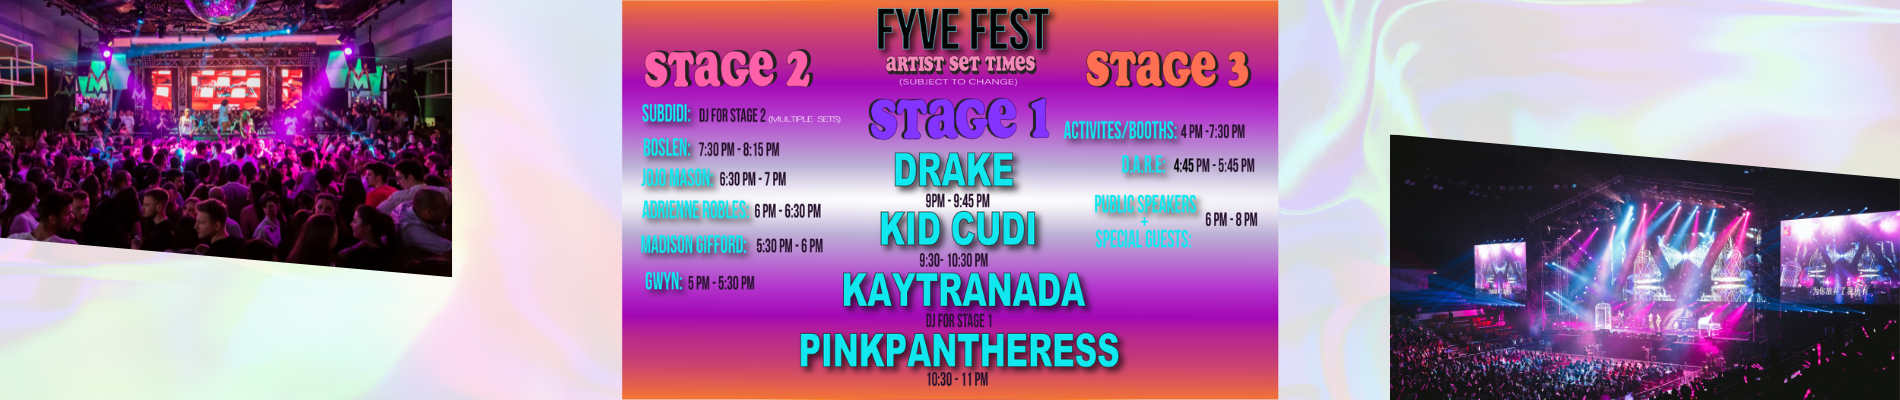 FYVE FEST
ARTIST SET TIMES
(SUBJECT TO CHANGE)
STAGE 2
SUBDIDI: DJ FOR STAGE 2 (MULTIPLE SETS)
BOSLEN: 7:30 PM - 8:15 PM
JOJO MASON: 6:30 PM - 7 PM
ADRIENNE ROBLES: 6 PM - 6:30 PM
MADISON GIFFORD: 5:30 PM - 6 PM
GWYN: 5 PM - 5:30 PM
STAGE 1
DRAKE
9PM - 9:45 PM
KID CUDI
9:30- 10:30 PM
KAYTRANADA
DJ FOR STAGE 1
PINKPANTHERESS
10:30 - 11 PM
STAGE 3
ACTIVITES/BOOTHS: 4 PM -7:30 PM
D.A.R.E: 4:45 PM - 5:45 PM
PUBLIC SPEAKERS
+
SPECIAL GUESTS:
6 PM - 8 PM